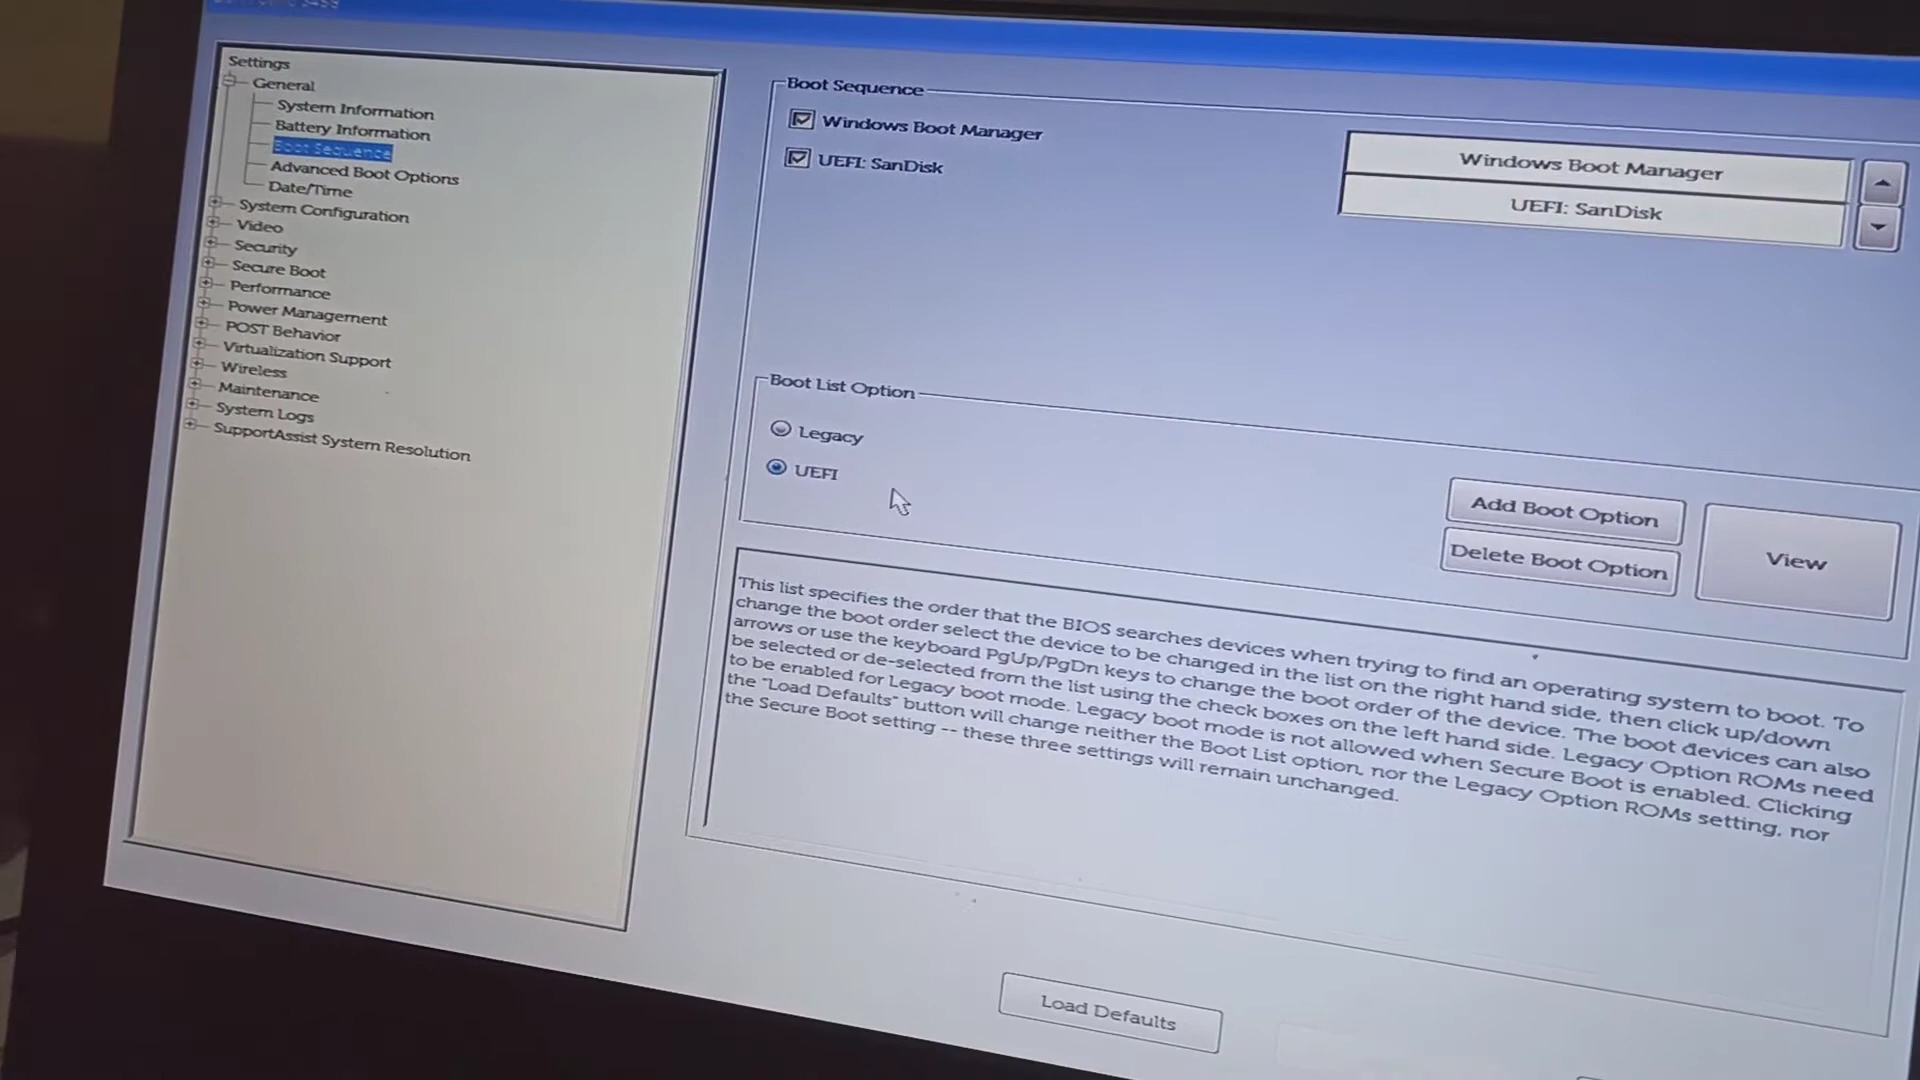 Settings
General
System Information
Battery Information
Boot Sequence
Advanced Boot Options
Date/Time
System Configuration
Video
Security
Secure Boot
Performance
Power Management
POST Behavior
Virtualization Support
Wireless
Maintenance
System Logs
SupportAssist System Resolution
Boot Sequence
Windows Boot Manager
UEFI: SanDisk
Windows Boot Manager
UEFI: SanDisk
Boot List Option
Legacy
UEFI
Add Boot Option
Delete Boot Option
View
This list specifies the order that the BIOS searches devices when trying to find an operating system to boot. To
change the boot order select the device to be changed in the list on the right hand side, then click up/down
arrows or use the keyboard PgUp/PgDn keys to change the boot order of the device. The boot devices can also
be selected or de-selected from the list using the check boxes on the left hand side. Legacy Option ROMs need
to be enabled for Legacy boot mode. Legacy boot mode is not allowed when Secure Boot is enabled. Clicking
the "Load Defaults" button will change neither the Boot List option, nor the Legacy Option ROMs setting, nor
the Secure Boot setting -- these three settings will remain unchanged.
Load Defaults